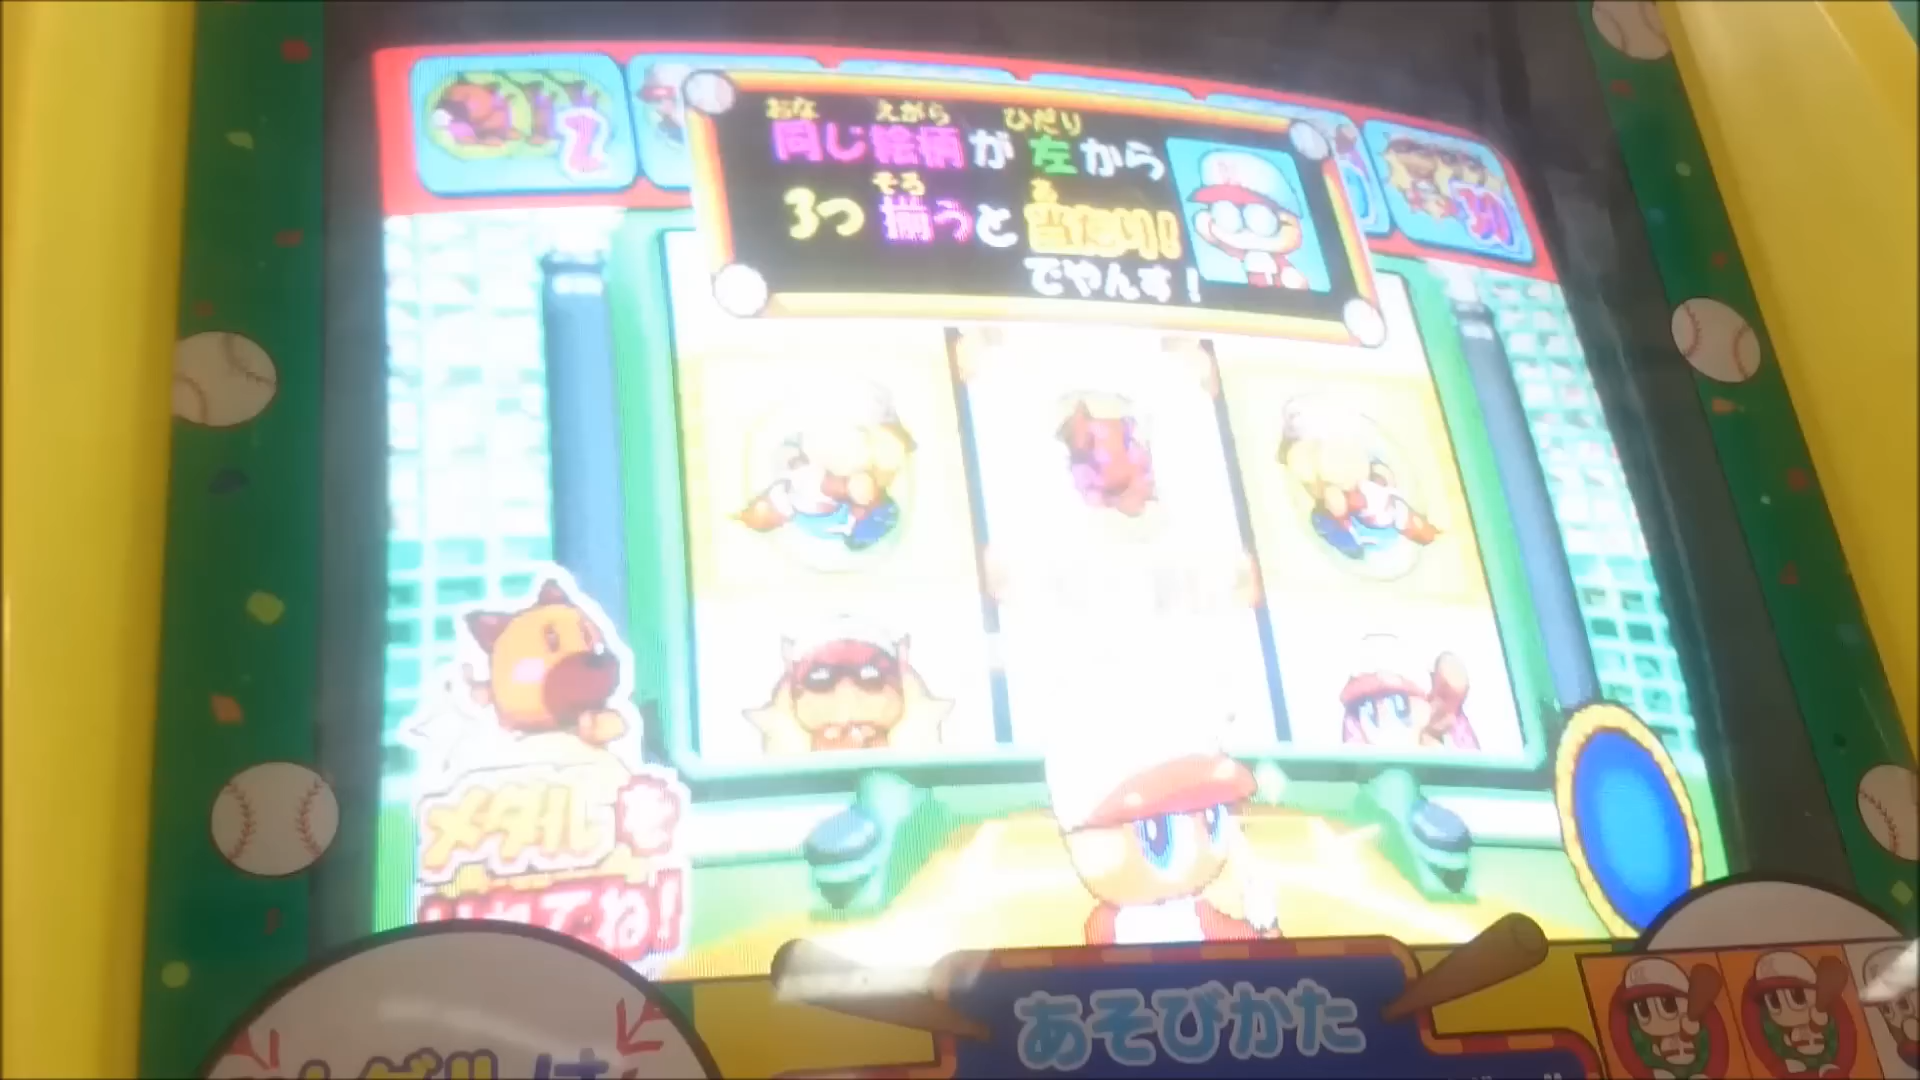 2
30
おな えがら ひだり
同じ絵柄が左から
そろ あ
3つ揃うと当たり!
でやんす!
メダルを
いれてね!
あそびかた